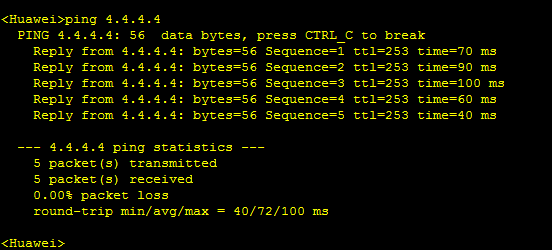 <Huawei>ping 4.4.4.4
PING 4.4.4.4: 56  data bytes, press CTRL_C to break
Reply from 4.4.4.4: bytes=56 Sequence=1 ttl=253 time=70 ms
Reply from 4.4.4.4: bytes=56 Sequence=2 ttl=253 time=90 ms
Reply from 4.4.4.4: bytes=56 Sequence=3 ttl=253 time=100 ms
Reply from 4.4.4.4: bytes=56 Sequence=4 ttl=253 time=60 ms
Reply from 4.4.4.4: bytes=56 Sequence=5 ttl=253 time=40 ms
--- 4.4.4.4 ping statistics ---
5 packet(s) transmitted
5 packet(s) received
0.00% packet loss
round-trip min/avg/max = 40/72/100 ms
<Huawei>